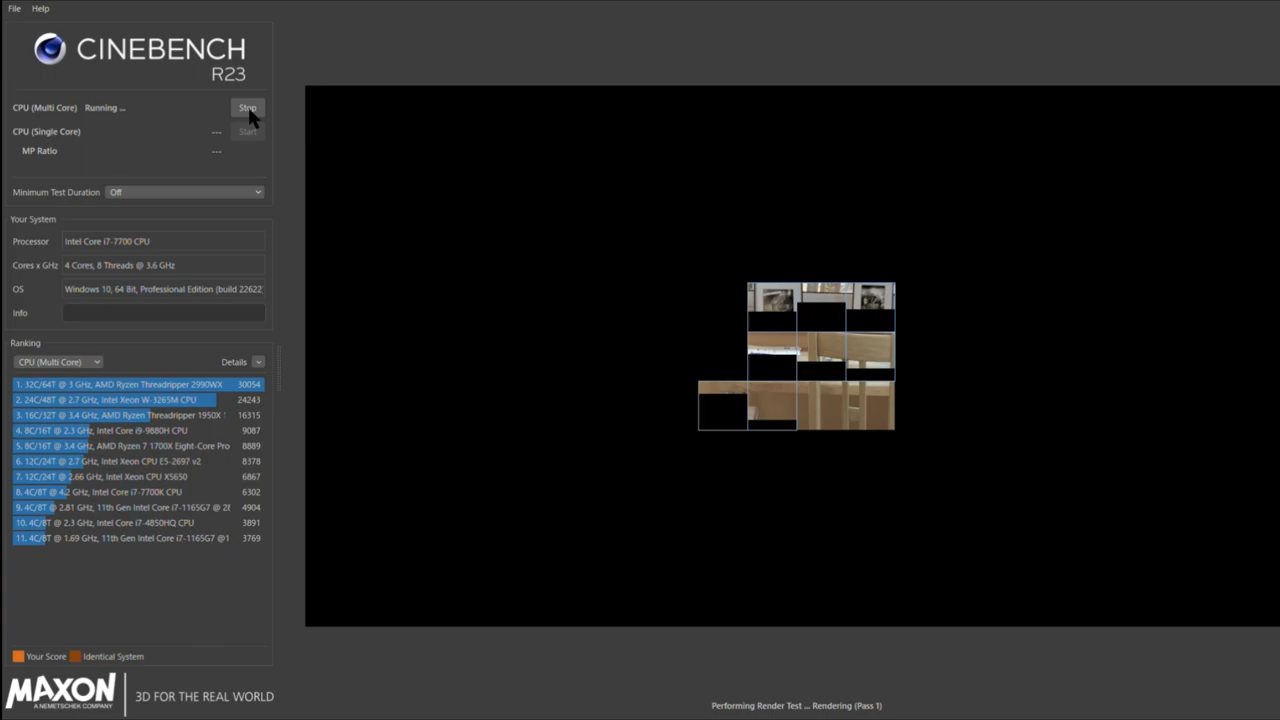 File Help
CINEBENCH
R23
CPU (Multi Core) Running ... Stop
CPU (Single Core) --- Start
MP Ratio ---
Minimum Test Duration Off
Your System
Processor Intel Core i7-7700 CPU
Cores x GHz 4 Cores, 8 Threads @ 3.6 GHz
OS Windows 10, 64 Bit, Professional Edition (build 22622
Info
Ranking
CPU (Multi Core) Details
1. 32C/64T @ 3 GHz, AMD Ryzen Threadripper 2990WX 30054
2. 24C/48T @ 2.7 GHz, Intel Xeon W-3265M CPU 24243
3. 16C/32T @ 3.4 GHz, AMD Ryzen Threadripper 1950X 16315
4. 8C/16T @ 2.3 GHz, Intel Core i9-9880H CPU 9087
5. 8C/16T @ 3.4 GHz, AMD Ryzen 7 1700X Eight-Core Pro 8889
6. 12C/24T @ 2.7 GHz, Intel Xeon CPU E5-2697 v2 8378
7. 12C/24T @ 2.66 GHz, Intel Xeon CPU X5650 6867
8. 4C/8T @ 4.2 GHz, Intel Core i7-7700K CPU 6302
9. 4C/8T @ 2.81 GHz, 11th Gen Intel Core i7-1165G7 @ 28 4904
10. 4C/8T @ 2.3 GHz, Intel Core i7-4850HQ CPU 3891
11. 4C/8T @ 1.69 GHz, 11th Gen Intel Core i7-1165G7 @1 3769
Your Score Identical System
MAXON
A NEMETSCHEK COMPANY
3D FOR THE REAL WORLD
Performing Render Test ... Rendering (Pass 1)